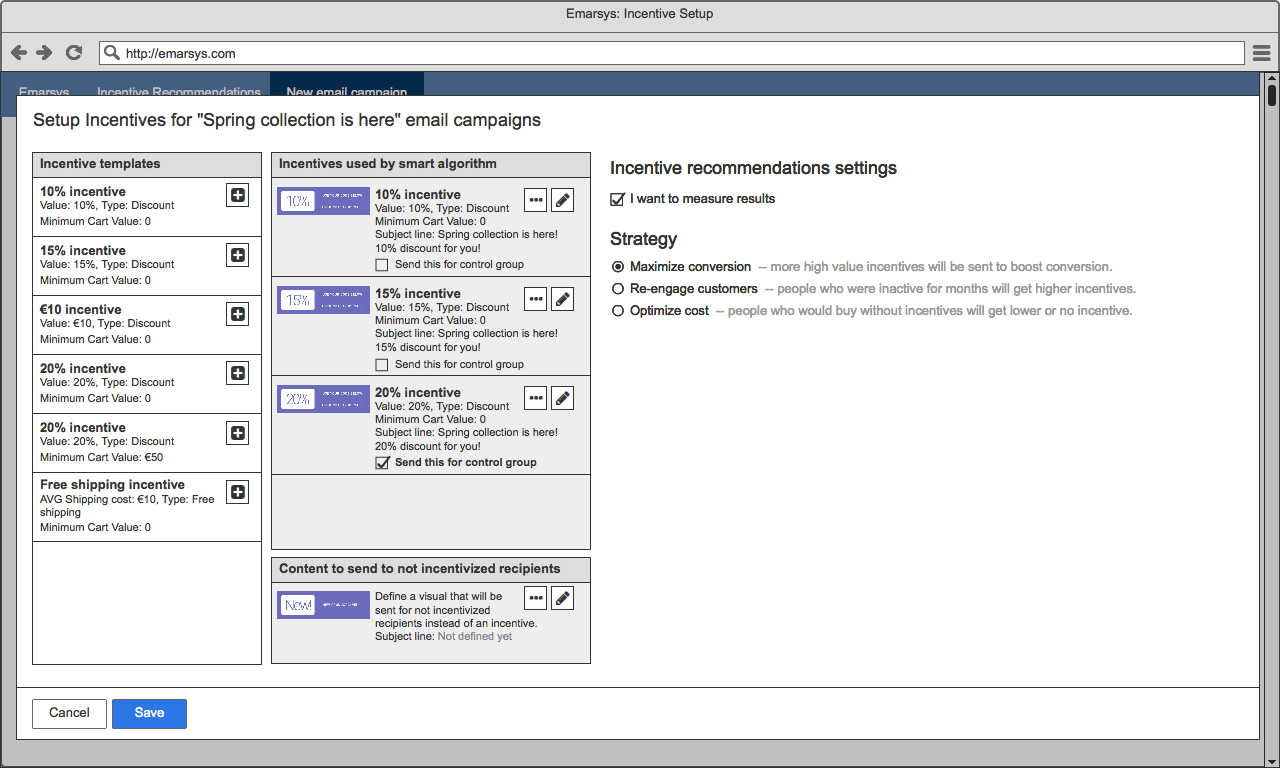 Emarsys: Incentive Setup
http://emarsys.com
Emarsys
Incentive Recommendations
New email campaign
Setup Incentives for "Spring collection is here" email campaigns
Incentive templates
10% incentive
Value: 10%, Type: Discount
Minimum Cart Value: 0
15% incentive
Value: 15%, Type: Discount
Minimum Cart Value: 0
€10 incentive
Value: €10, Type: Discount
Minimum Cart Value: 0
20% incentive
Value: 20%, Type: Discount
Minimum Cart Value: 0
20% incentive
Value: 20%, Type: Discount
Minimum Cart Value: €50
Free shipping incentive
AVG Shipping cost: €10, Type: Free
shipping
Minimum Cart Value: 0
Incentives used by smart algorithm
10%
10% incentive
Value: 10%, Type: Discount
Minimum Cart Value: 0
Subject line: Spring collection is here!
10% discount for you!
Send this for control group
15%
15% incentive
Value: 15%, Type: Discount
Minimum Cart Value: 0
Subject line: Spring collection is here!
15% discount for you!
Send this for control group
20%
20% incentive
Value: 20%, Type: Discount
Minimum Cart Value: 0
Subject line: Spring collection is here!
20% discount for you!
Send this for control group
Content to send to not incentivized recipients
New!
Define a visual that will be
sent for not incentivized
recipients instead of an incentive.
Subject line: Not defined yet
Incentive recommendations settings
I want to measure results
Strategy
Maximize conversion -- more high value incentives will be sent to boost conversion.
Re-engage customers -- people who were inactive for months will get higher incentives.
Optimize cost -- people who would buy without incentives will get lower or no incentive.
Cancel
Save